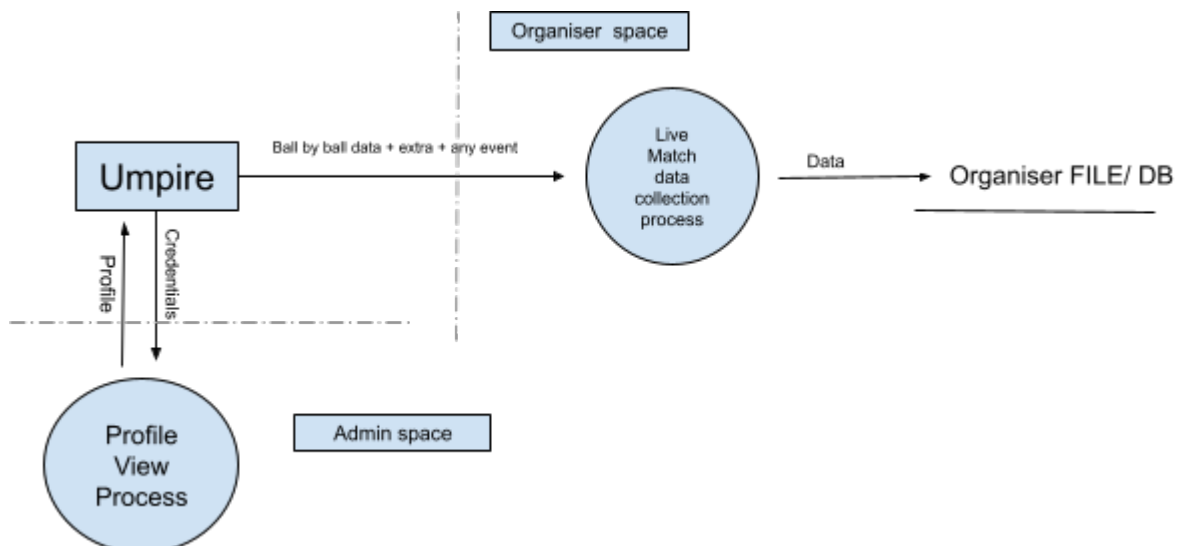 Organiser space
Live
Match
data
collection
process
Ball by ball data + extra + any event
Umpire
Data
Organiser FILE/ DB
Credentials
Profile
Profile
View
Process
Admin space